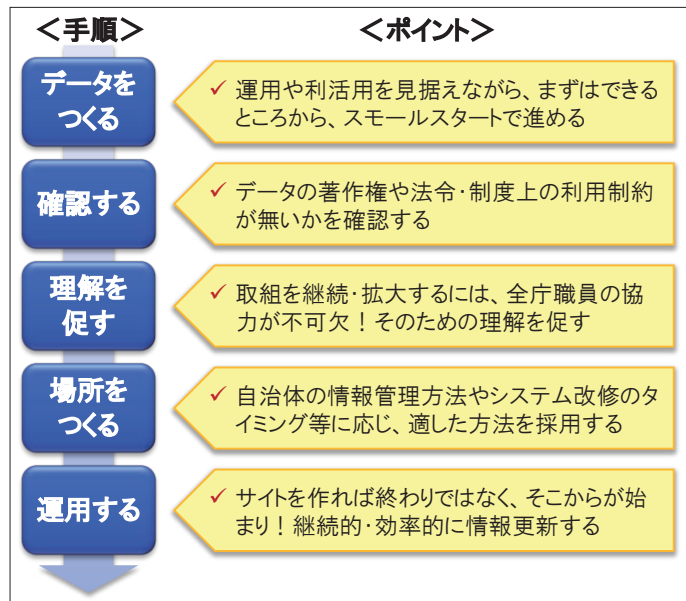 ＜手順＞
＜ポイント＞
データを
つくる
✓ 運用や利活用を見据えながら、まずはできる
ところから、スモールスタートで進める
確認する
✓ データの著作権や法令・制度上の利用制約
が無いかを確認する
理解を
促す
✓ 取組を継続・拡大するには、全庁職員の協
力が不可欠！そのための理解を促す
場所を
つくる
✓ 自治体の情報管理方法やシステム改修のタ
イミング等に応じ、適した方法を採用する
運用する
✓ サイトを作れば終わりではなく、そこからが始
まり！継続的・効率的に情報更新する